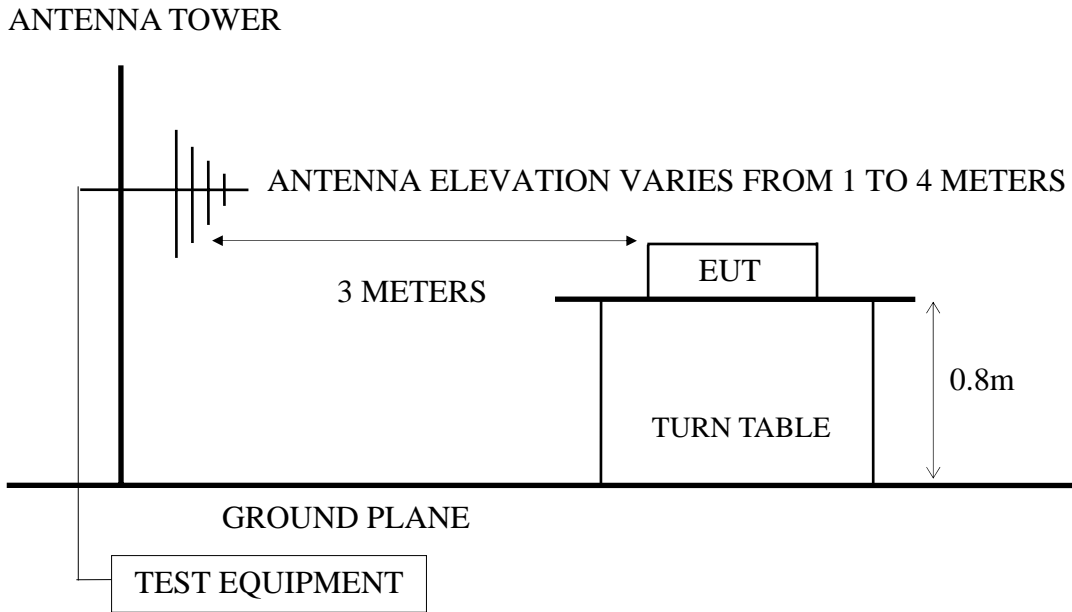 ANTENNA TOWER
ANTENNA ELEVATION VARIES FROM 1 TO 4 METERS
EUT
3 METERS
0.8m
TURN TABLE
GROUND PLANE
TEST EQUIPMENT